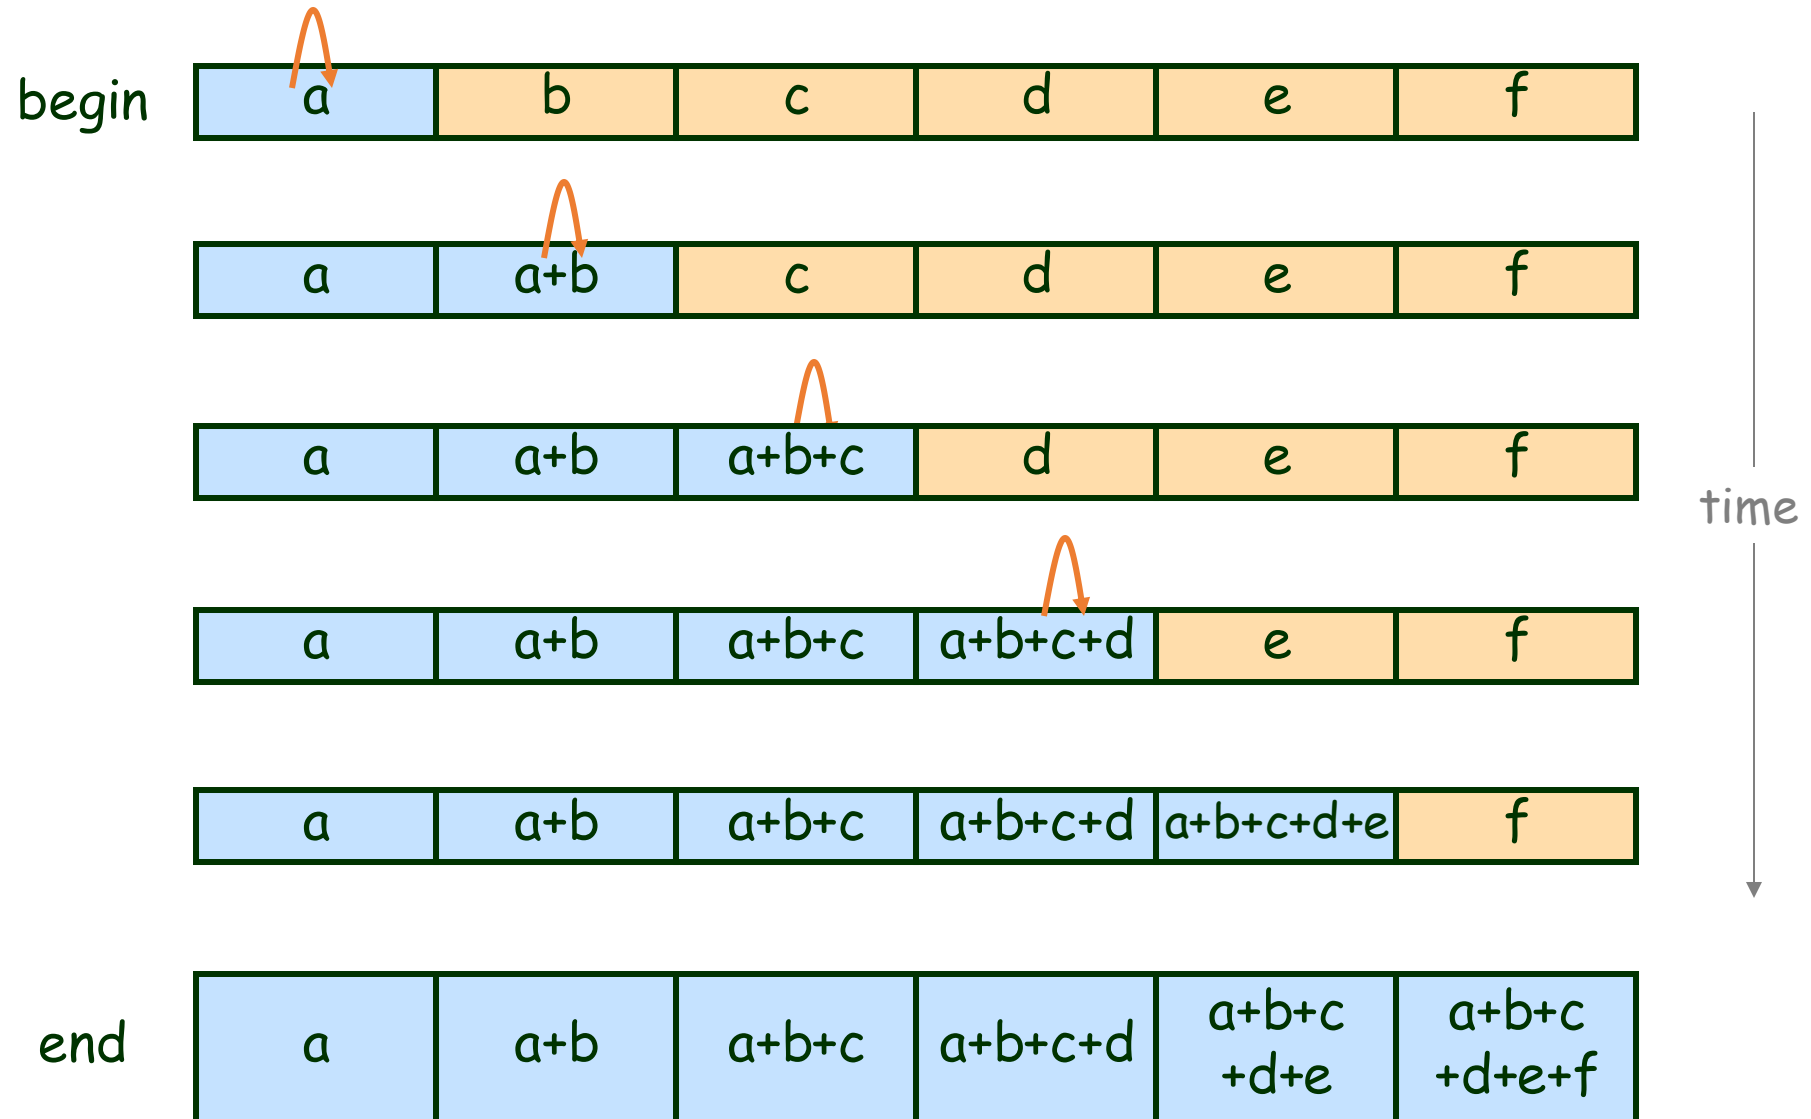 begin a b c d e f
a a+b c d e f
a a+b a+b+c d e f
time
a a+b a+b+c a+b+c+d e f
a a+b a+b+c a+b+c+d a+b+c+d+e f
end a a+b a+b+c a+b+c+d a+b+c +d+e a+b+c +d+e+f